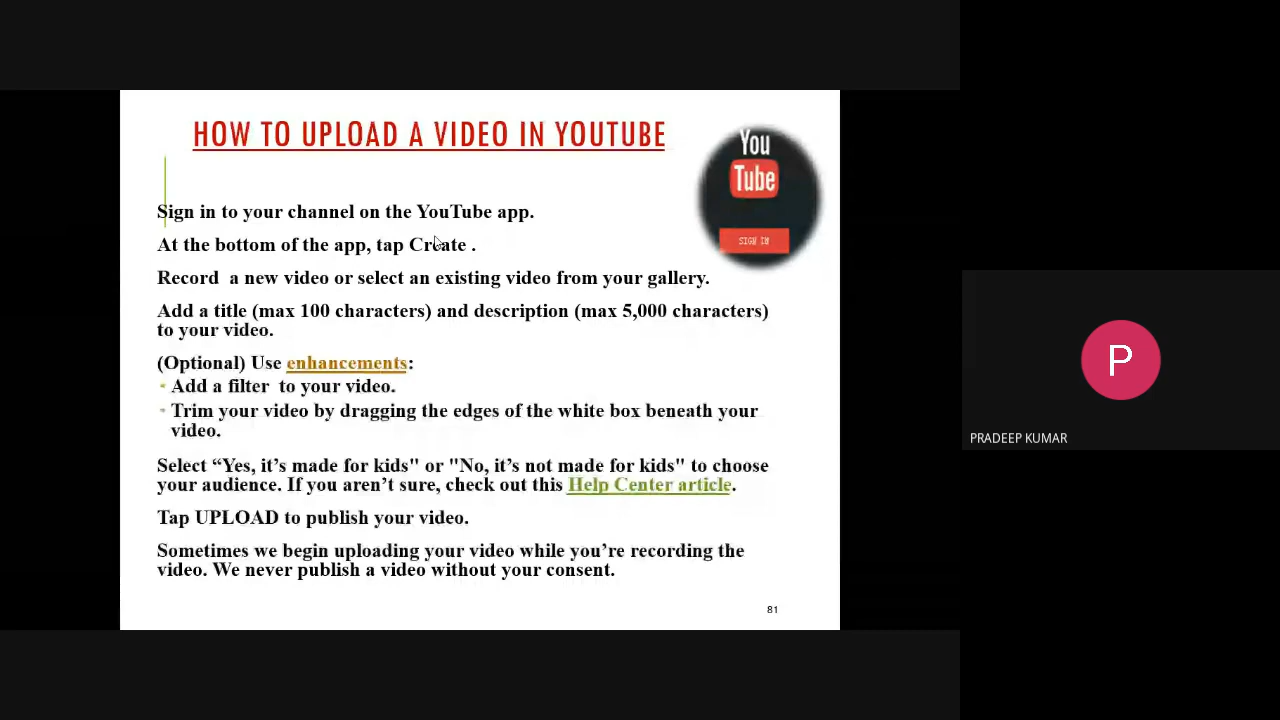 HOW TO UPLOAD A VIDEO IN YOUTUBE
You
Tube
SIGN IN
Sign in to your channel on the YouTube app.
At the bottom of the app, tap Create .
Record  a new video or select an existing video from your gallery.
Add a title (max 100 characters) and description (max 5,000 characters)
to your video.
(Optional) Use enhancements:
Add a filter  to your video.
Trim your video by dragging the edges of the white box beneath your
video.
Select “Yes, it’s made for kids" or "No, it’s not made for kids" to choose
your audience. If you aren’t sure, check out this Help Center article.
Tap UPLOAD to publish your video.
Sometimes we begin uploading your video while you’re recording the
video. We never publish a video without your consent.
81
P
PRADEEP KUMAR